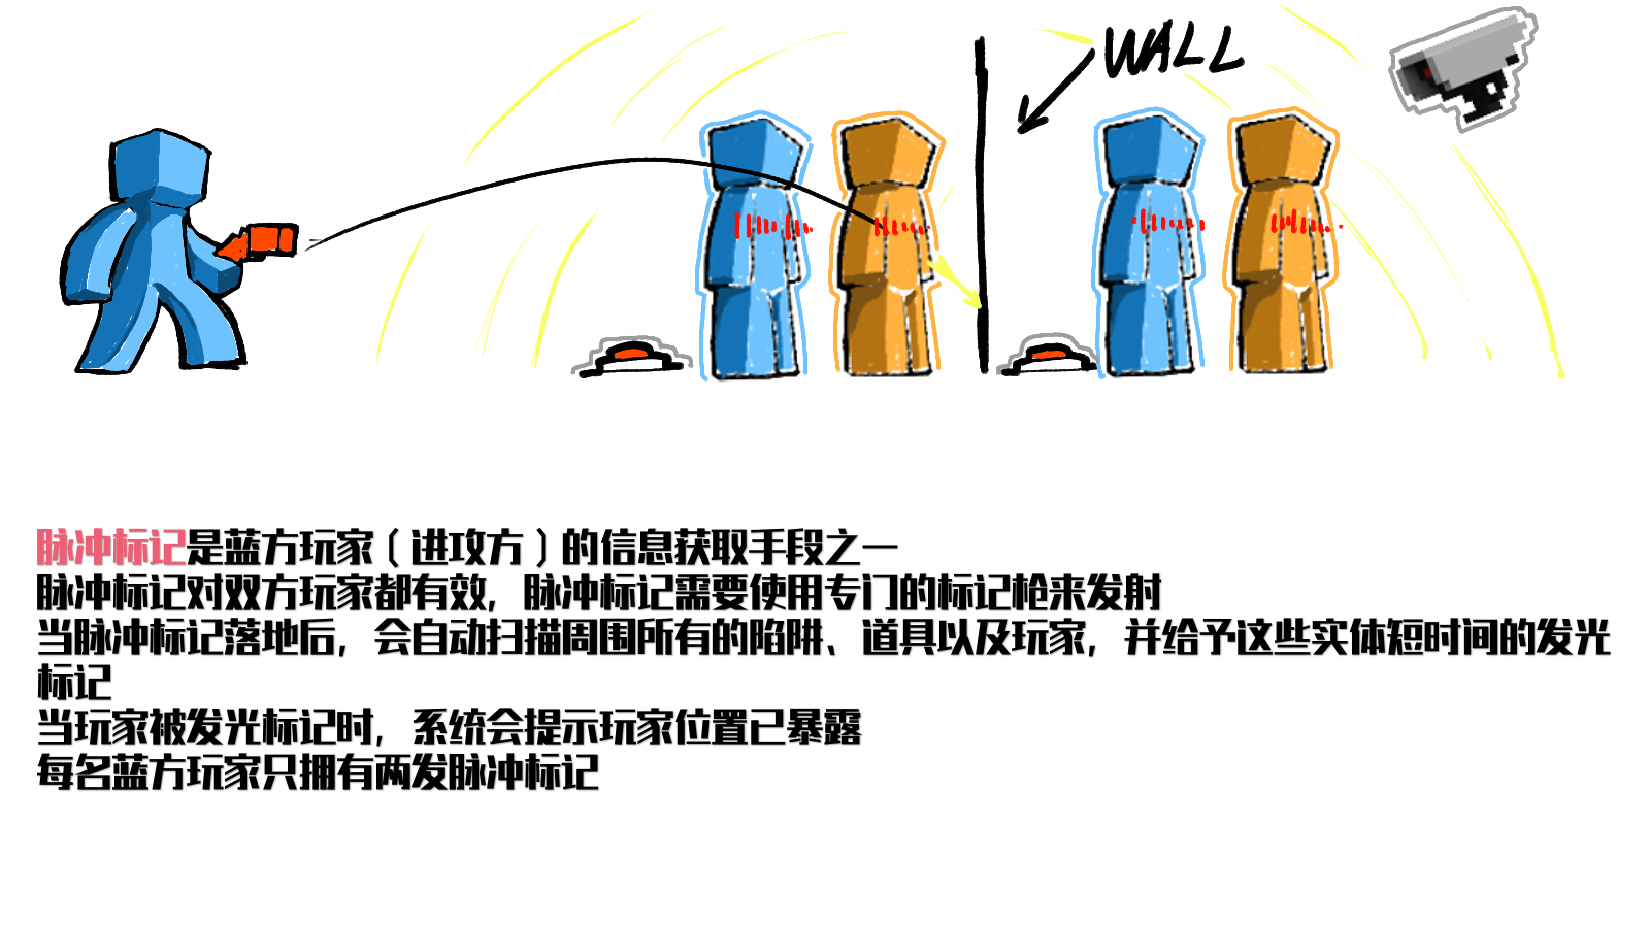 WALL
脉冲标记是蓝方玩家（进攻方）的信息获取手段之一
脉冲标记对双方玩家都有效，脉冲标记需要使用专门的标记枪来发射
当脉冲标记落地后，会自动扫描周围所有的陷阱、道具以及玩家，并给予这些实体短时间的发光
标记
当玩家被发光标记时，系统会提示玩家位置已暴露
每名蓝方玩家只拥有两发脉冲标记